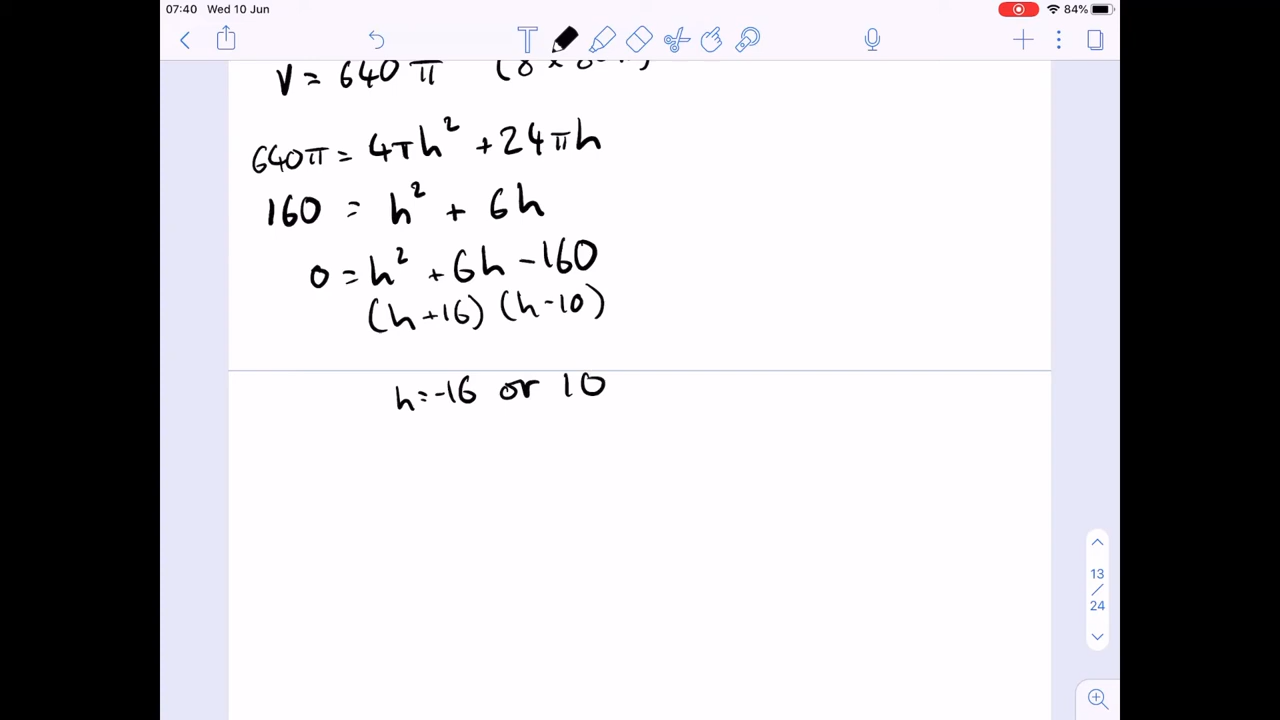 07:40 Wed 10 Jun
84%
T
V = 640 π
640π = 4πh² + 24πh
160 = h² + 6h
0 = h² + 6h - 160
(h+16) (h-10)
h = -16 or 10
13
/
24